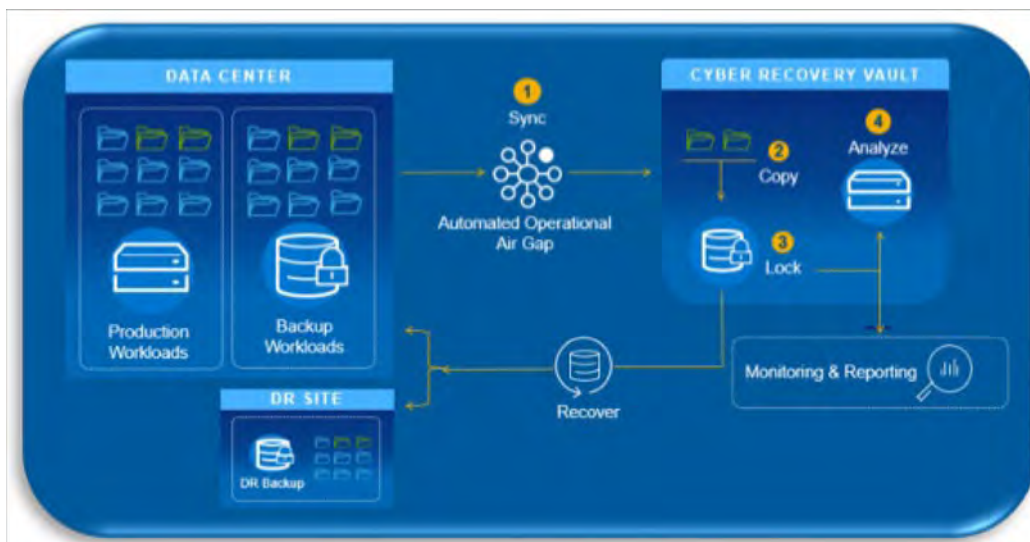 DATA CENTER
Production
Workloads
Backup
Workloads
1
Sync
Automated Operational
Air Gap
CYBER RECOVERY VAULT
2
Copy
3
Lock
4
Analyze
Monitoring & Reporting
Recover
DR SITE
DR Backup